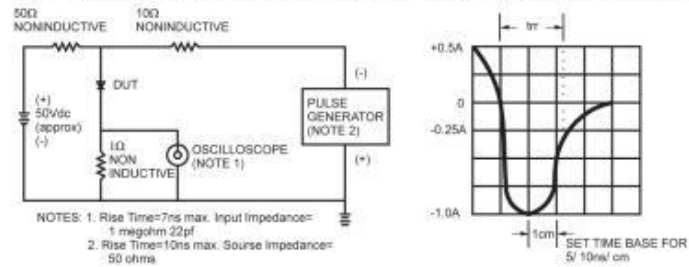 50Ω
NONINDUCTIVE
10Ω
NONINDUCTIVE
DUT
(+)
50Vdc
(approx)
(-)
1Ω
NON
INDUCTIVE
OSCILLOSCOPE
(NOTE 1)
(-)
PULSE
GENERATOR
(NOTE 2)
(+)
NOTES: 1. Rise Time=7ns max. Input Impedance=
1 megohm 22pf
2. Rise Time=10ns max. Sourse Impedance=
50 ohms
trr
+0.5A
0
-0.25A
-1.0A
1cm
SET TIME BASE FOR
5/ 10ns/ cm